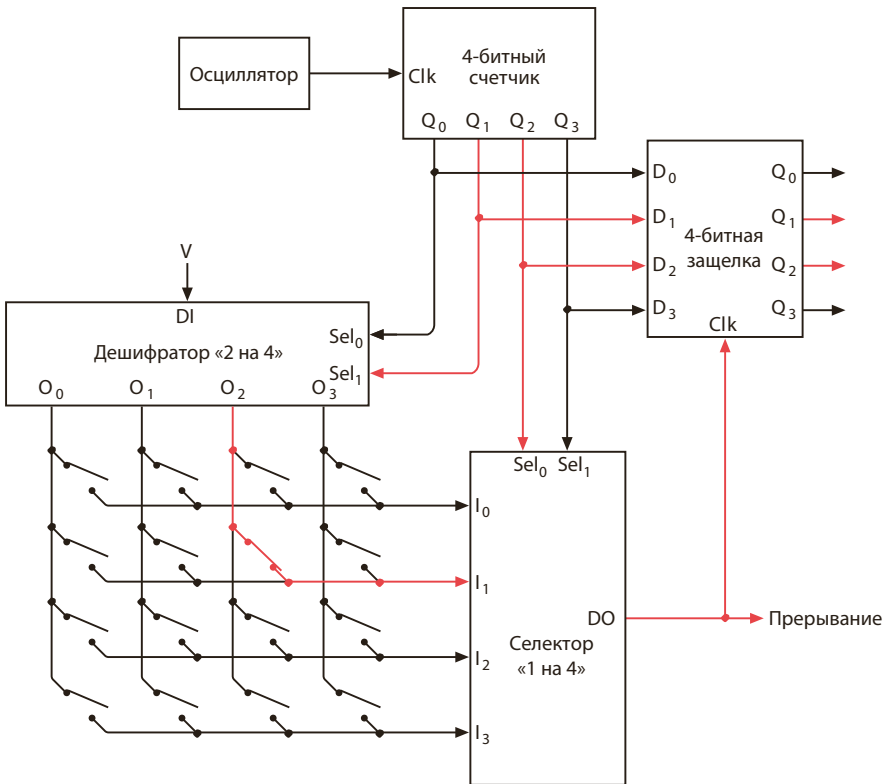 Осциллятор
4-битный
счетчик
Clk
Q0 Q1 Q2 Q3
D0
D1
D2
D3
4-битная
защелка
Q0
Q1
Q2
Q3
Clk
V
DI
Дешифратор «2 на 4»
Sel0
Sel1
O0 O1 O2 O3
Sel0 Sel1
I0
I1
I2
I3
DO
Селектор
«1 на 4»
Прерывание